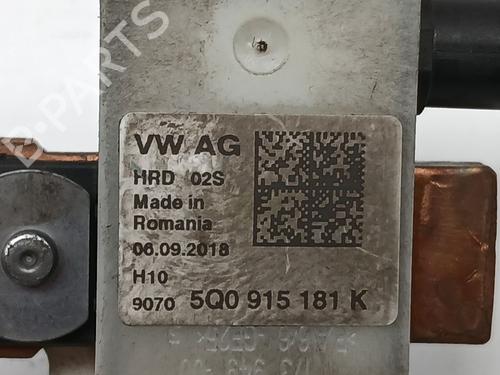 VW AG
HRD 02S
Made in
Romania
06.09.2018
H10
9070 5Q0 915 181 K